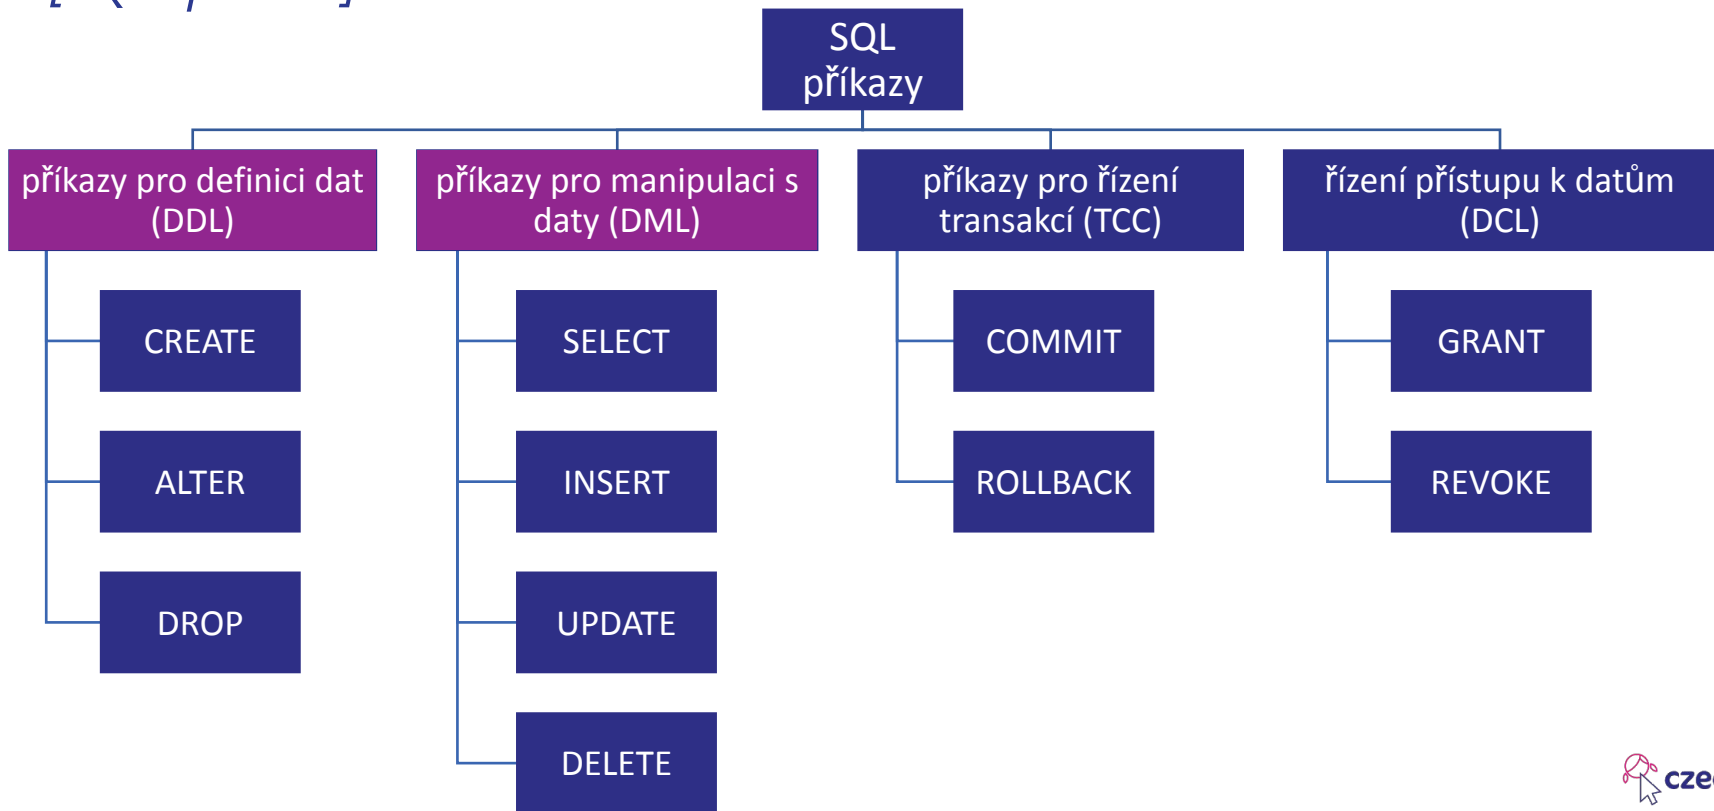 SQL
příkazy
příkazy pro definici dat
(DDL)
příkazy pro manipulaci s
daty (DML)
příkazy pro řízení
transakcí (TCC)
řízení přístupu k datům
(DCL)
CREATE
SELECT
COMMIT
GRANT
ALTER
INSERT
ROLLBACK
REVOKE
DROP
UPDATE
DELETE